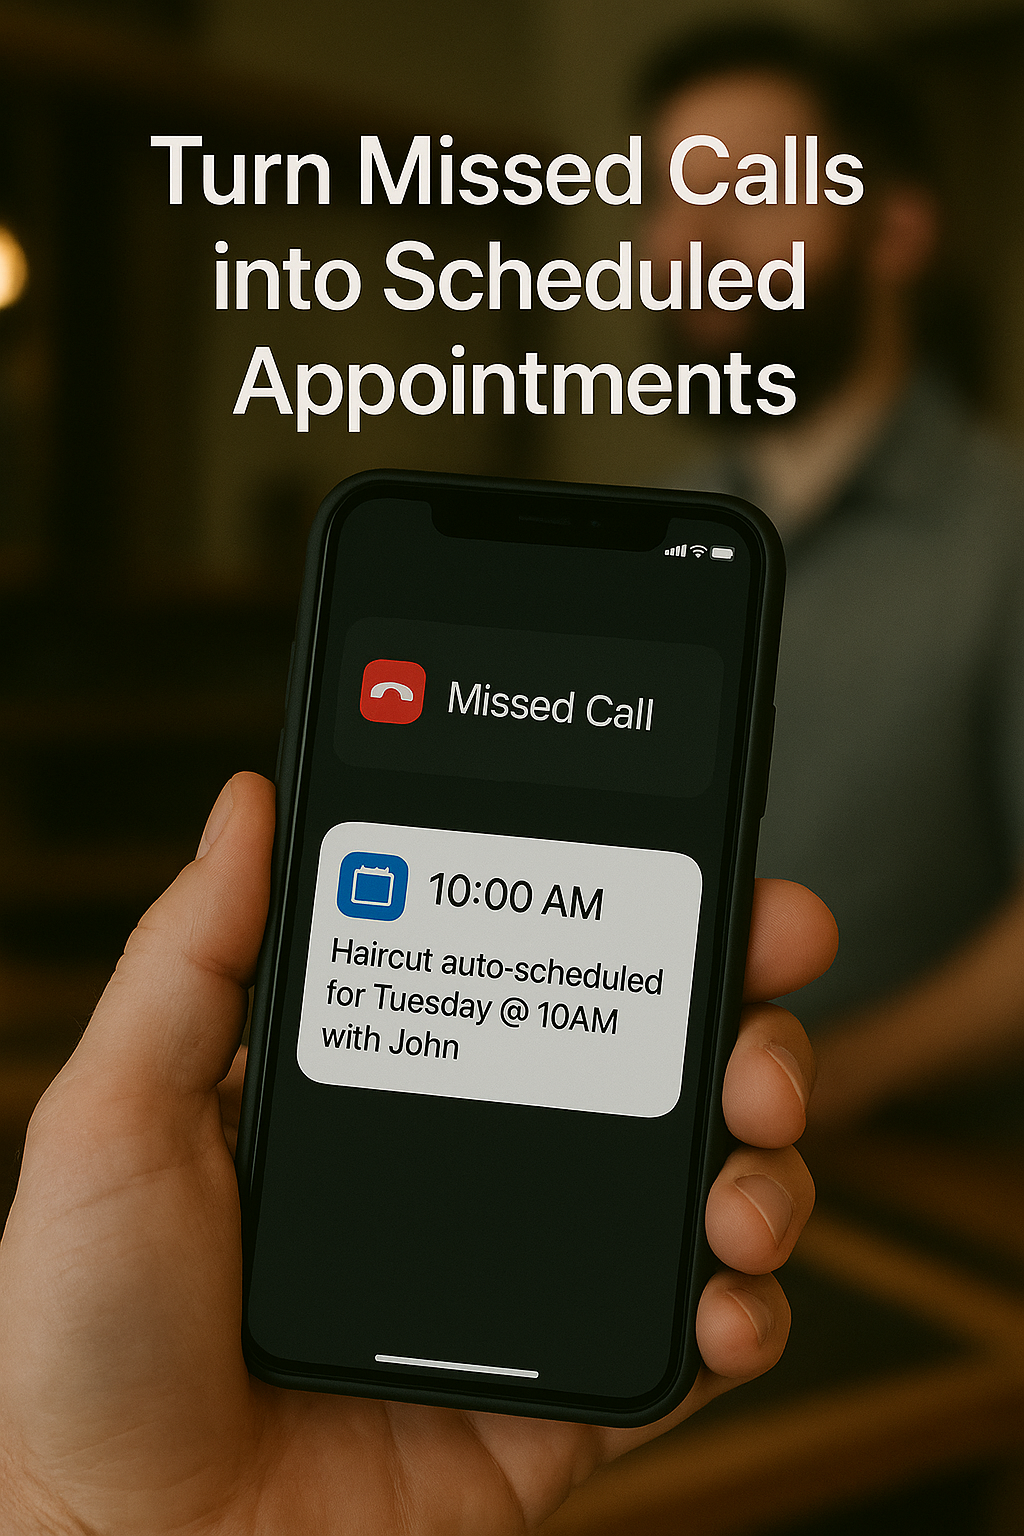 Turn Missed Calls
into Scheduled
Appointments
Missed Call
10:00 AM
Haircut auto-scheduled
for Tuesday @ 10AM
with John